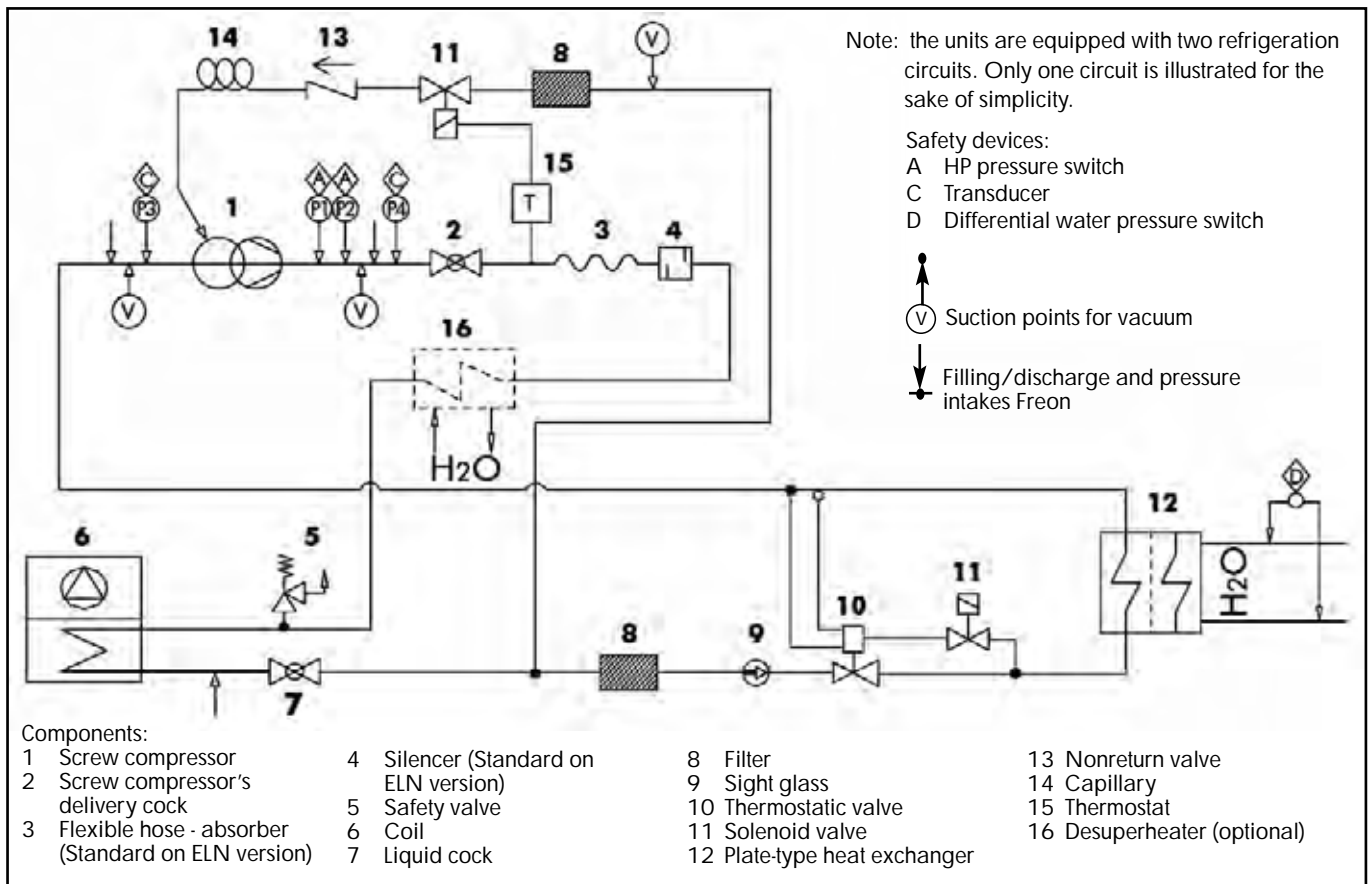 14
13
11
8
V
Note: the units are equipped with two refrigeration
circuits. Only one circuit is illustrated for the
sake of simplicity.
Safety devices:
A HP pressure switch
C Transducer
D Differential water pressure switch
V Suction points for vacuum
Filling/discharge and pressure
intakes Freon
15
T
C
P3
1
A
A
P1
P2
C
P4
2
3
4
V
V
16
H2O
D
12
H2O
6
5
11
10
8
9
7
Components:
1 Screw compressor
2 Screw compressor's
delivery cock
3 Flexible hose - absorber
(Standard on ELN version)
4 Silencer (Standard on
ELN version)
5 Safety valve
6 Coil
7 Liquid cock
8 Filter
9 Sight glass
10 Thermostatic valve
11 Solenoid valve
12 Plate-type heat exchanger
13 Nonreturn valve
14 Capillary
15 Thermostat
16 Desuperheater (optional)